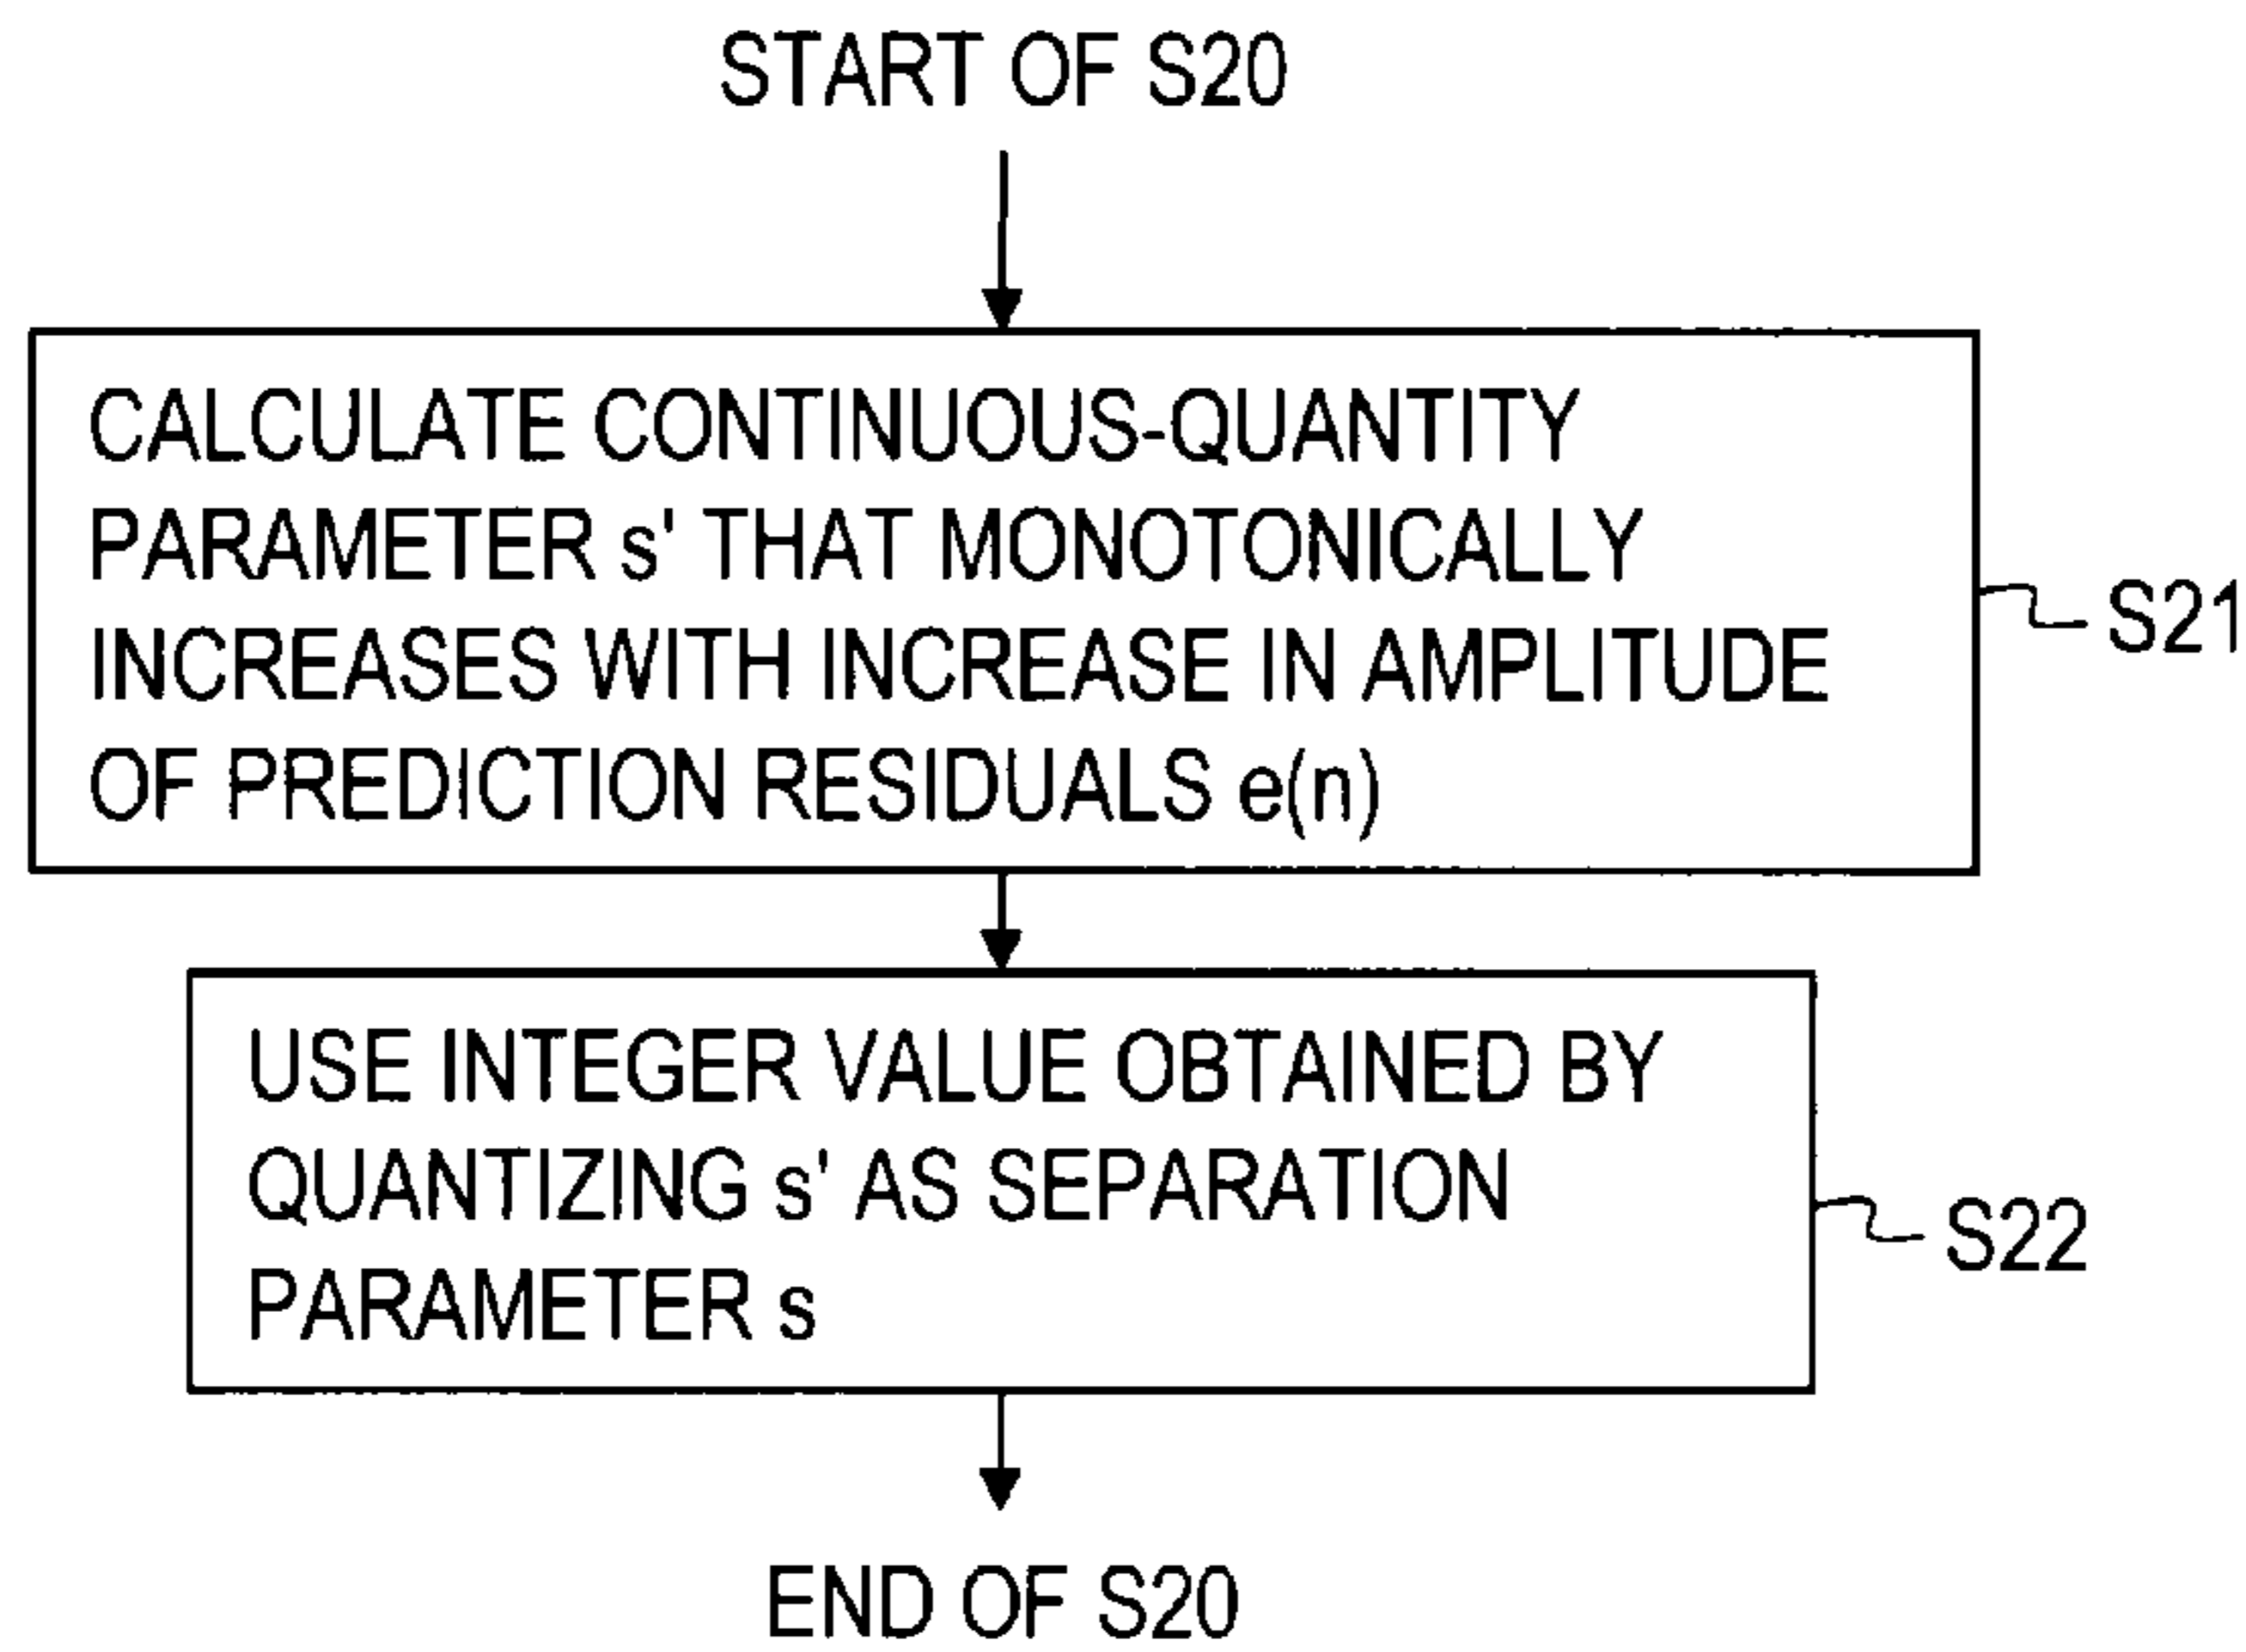 START OF S20
CALCULATE CONTINUOUS-QUANTITY
PARAMETER s' THAT MONOTONICALLY
INCREASES WITH INCREASE IN AMPLITUDE
OF PREDICTION RESIDUALS e(n)
S21
USE INTEGER VALUE OBTAINED BY
QUANTIZING s' AS SEPARATION
PARAMETER s
S22
END OF S20